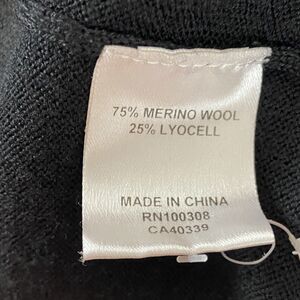 75% MERINO WOOL
25% LYOCELL
MADE IN CHINA
RN100308
CA40339